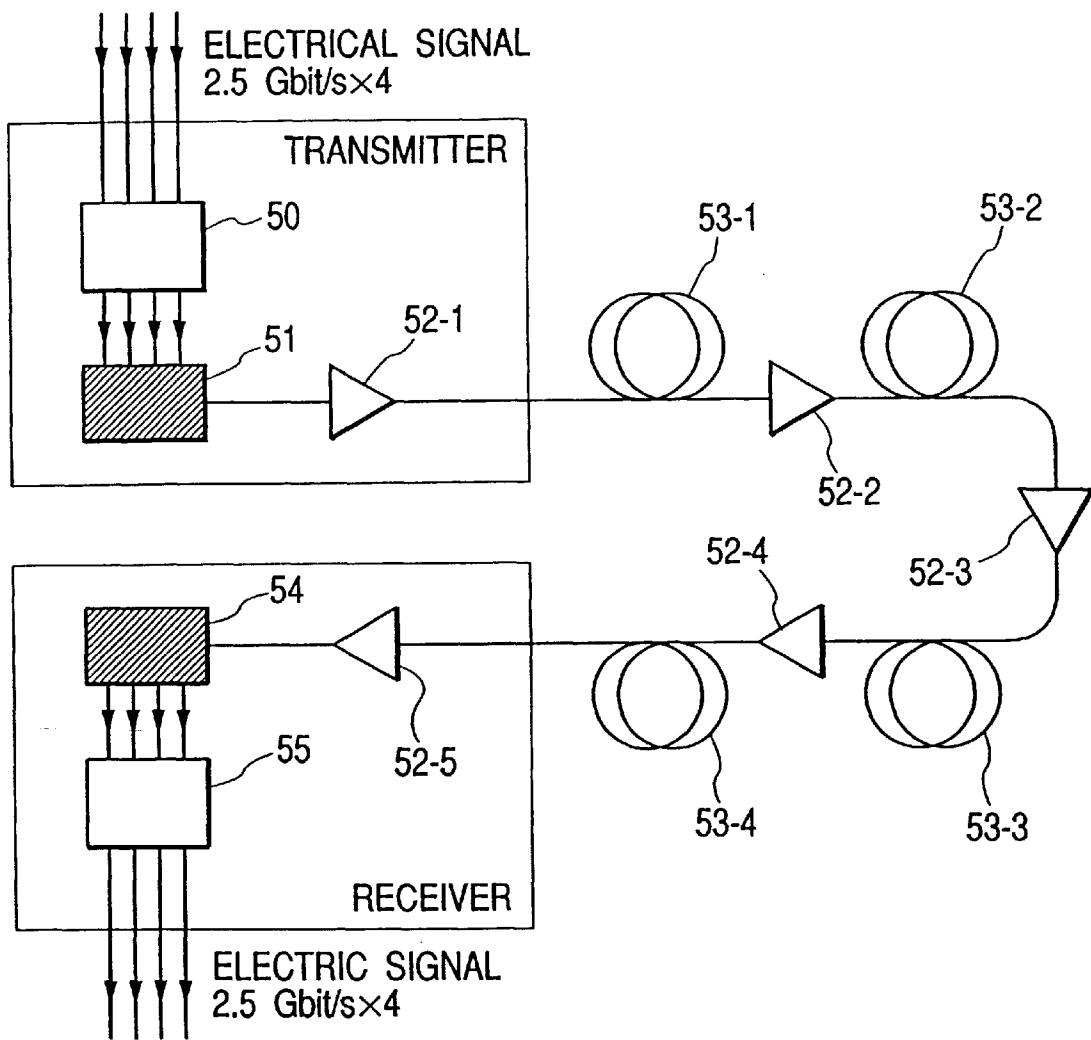 ELECTRICAL SIGNAL
2.5 Gbit/s×4
TRANSMITTER
50
51
52-1
53-1
53-2
52-2
52-3
52-4
54
52-5
55
53-4
53-3
RECEIVER
ELECTRIC SIGNAL
2.5 Gbit/s×4